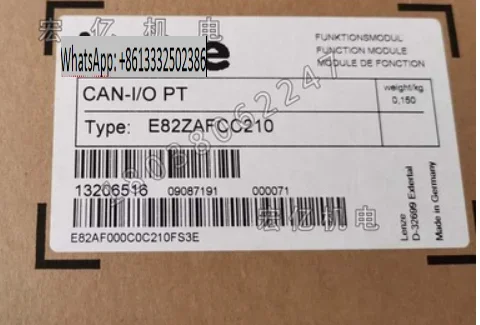 宏亿机电
e
WhatsApp: +8613332502386
FUNKTIONSMODUL
FUNCTION MODULE
MODULE DE FONCTION
CAN-I/O PT
weight/kg
0,150
Type: E82ZAFCC210
18028062247
13206516 09087191 000071
宏亿机电
E82AF000C0C210FS3E
Lenze
D-32699 Extertal
Made in Germany